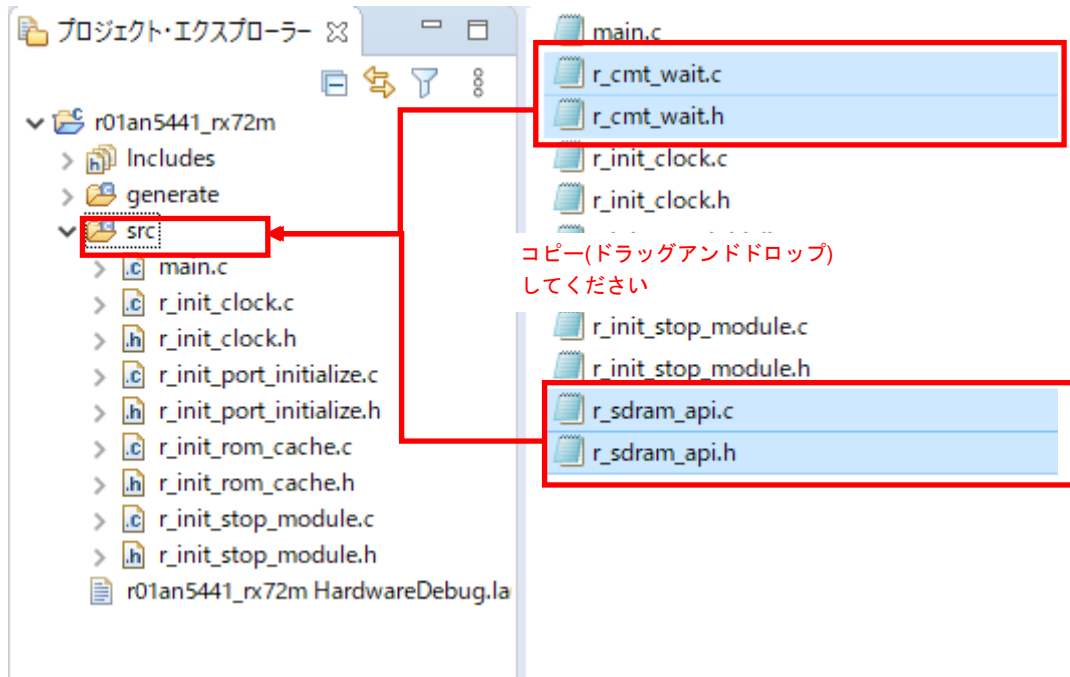 プロジェクト・エクスプローラー
r01an5441_rx72m
Includes
generate
src
main.c
r_init_clock.c
r_init_clock.h
r_init_port_initialize.c
r_init_port_initialize.h
r_init_rom_cache.c
r_init_rom_cache.h
r_init_stop_module.c
r_init_stop_module.h
r01an5441_rx72m HardwareDebug.la
main.c
r_cmt_wait.c
r_cmt_wait.h
r_init_clock.c
r_init_clock.h
コピー(ドラッグアンドドロップ)
してください
r_init_stop_module.c
r_init_stop_module.h
r_sdram_api.c
r_sdram_api.h